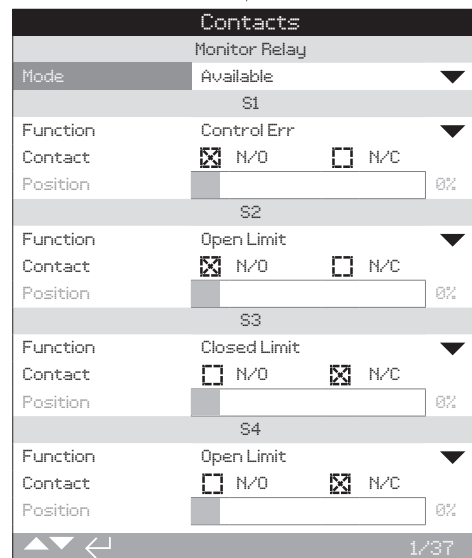 Contacts
Monitor Relay
Mode Available
S1
Function Control Err
Contact N/O N/C
Position 0%
S2
Function Open Limit
Contact N/O N/C
Position 0%
S3
Function Closed Limit
Contact N/O N/C
Position 0%
S4
Function Open Limit
Contact N/O N/C
Position 0%
1/37